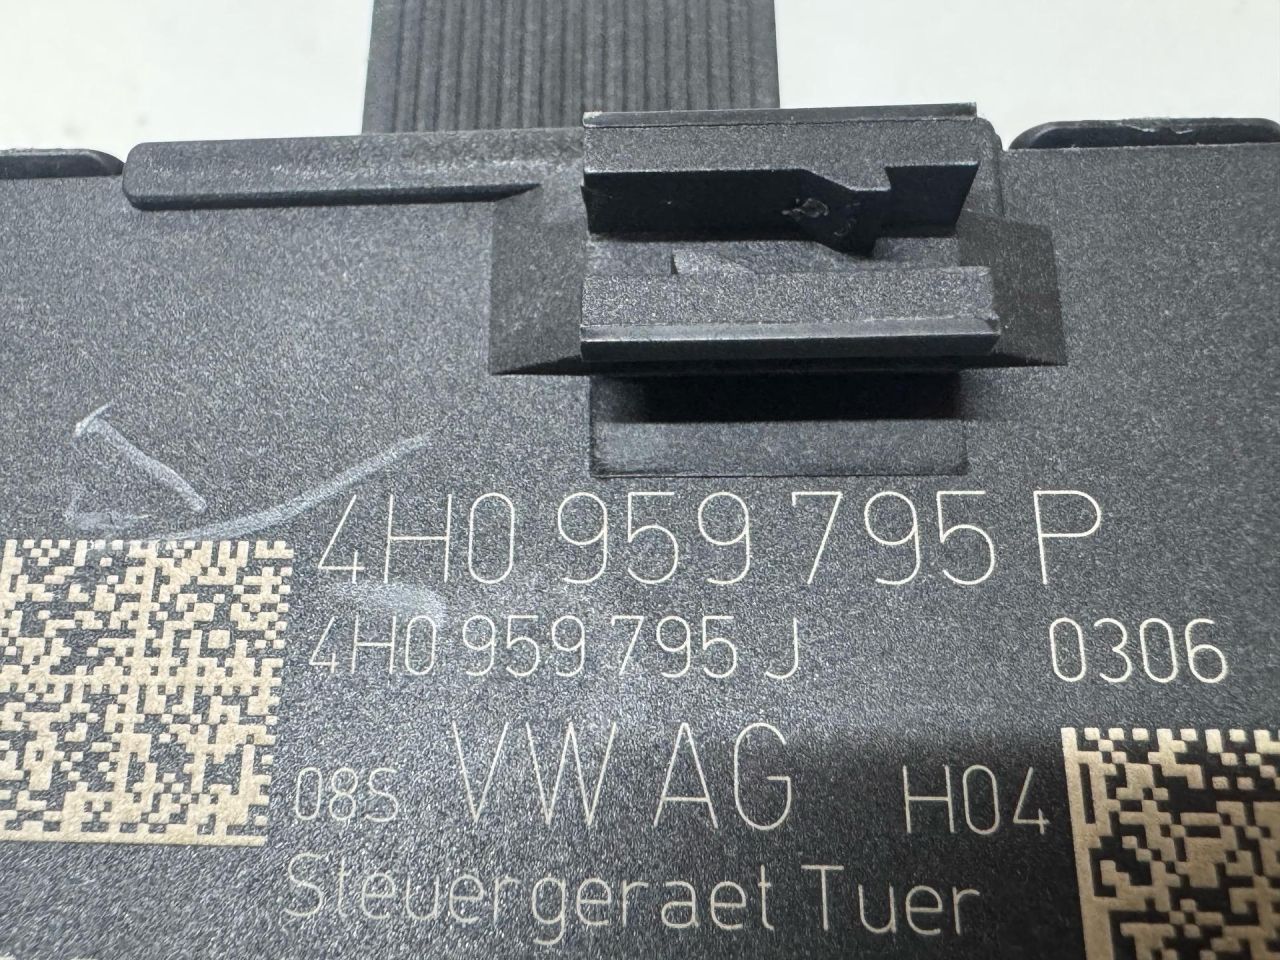 4H0 959 795 P
4H0 959 795 J 0306
08S VW AG H04
Steuergeraet Tuer